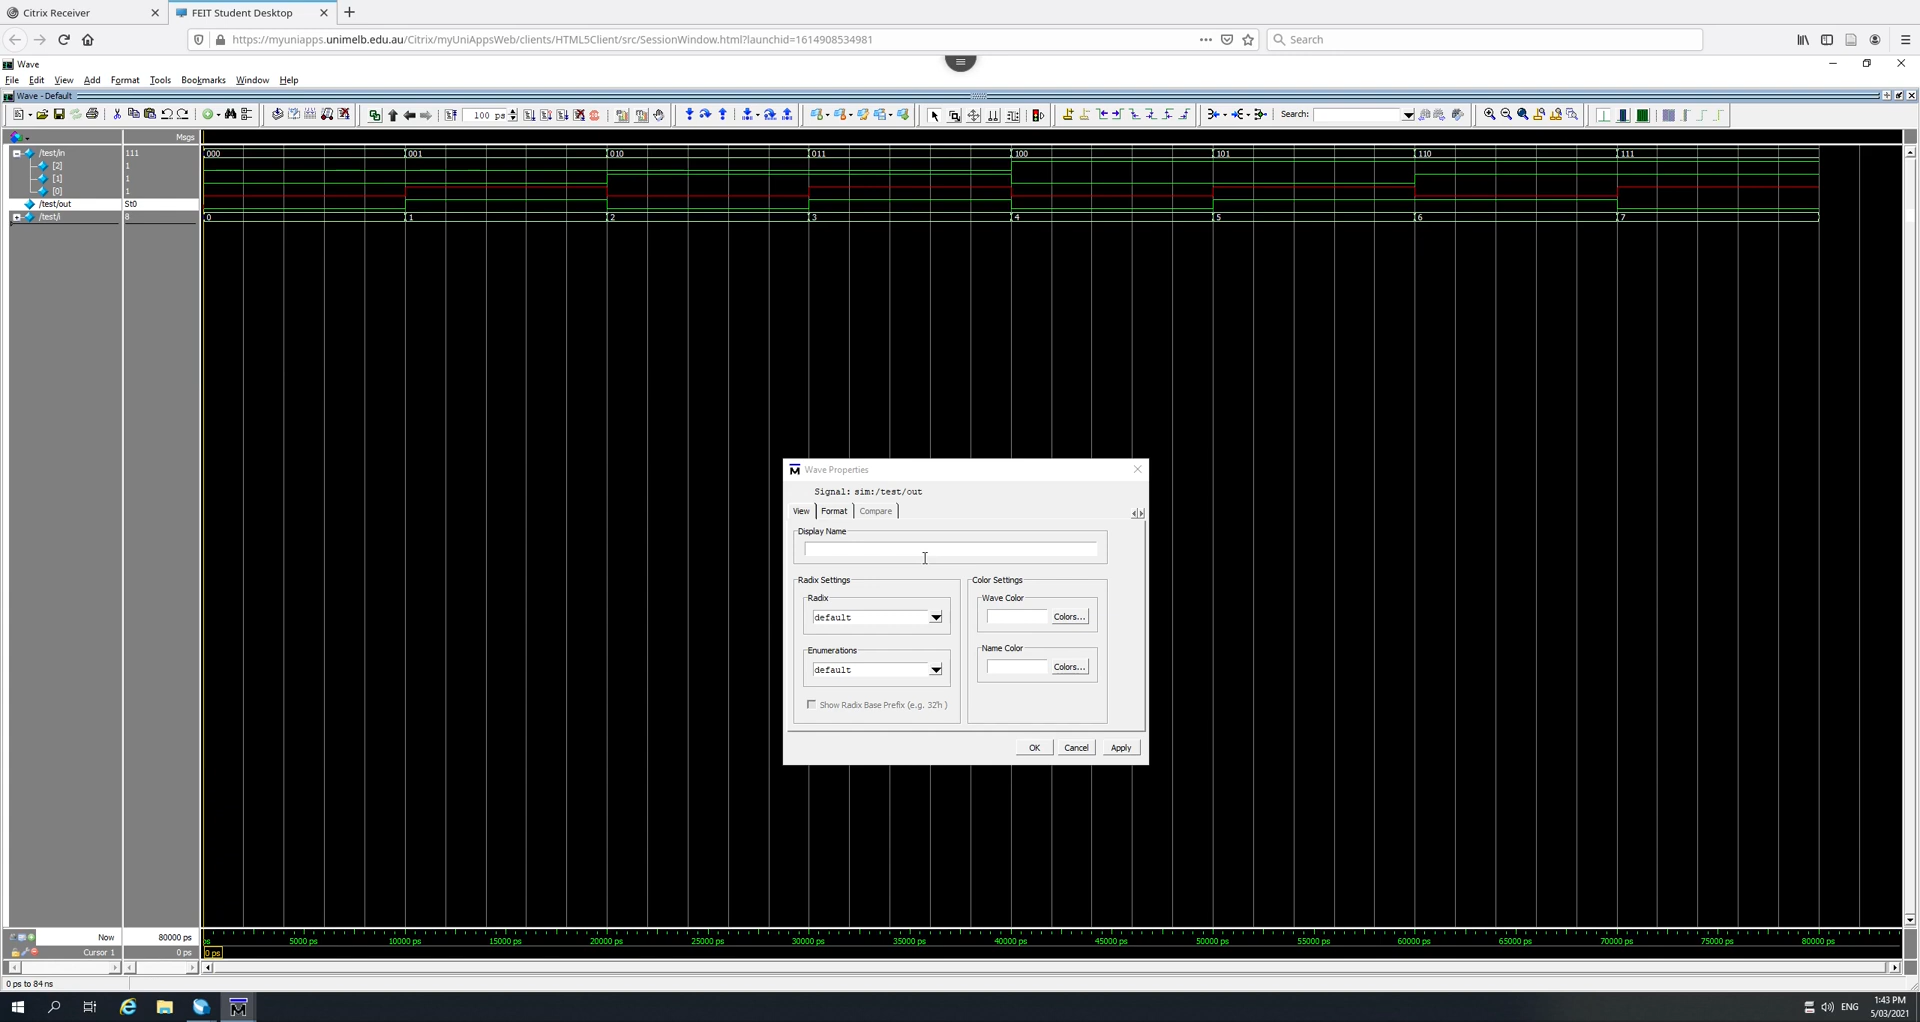 Citrix Receiver
FEIT Student Desktop
https://myuniapps.unimelb.edu.au/Citrix/myUniAppsWeb/clients/HTML5Client/src/SessionWindow.html?launchid=1614908534981
Search
Wave
File Edit View Add Format Tools Bookmarks Window Help
Wave - Default
100 ps
Search:
Msgs
/test/in 111 000 001 010 011 100 101 110 111
[2] 1
[1] 1
[0] 1
/test/out St0
/test/i 8 0 1 2 3 4 5 6 7
Wave Properties
Signal: sim:/test/out
View Format Compare
Display Name
Radix Settings
Color Settings
Radix
default
Wave Color
Colors...
Enumerations
default
Name Color
Colors...
Show Radix Base Prefix (e.g. 32'h )
OK Cancel Apply
Now 80000 ps
ps 5000 ps 10000 ps 15000 ps 20000 ps 25000 ps 30000 ps 35000 ps 40000 ps 45000 ps 50000 ps 55000 ps 60000 ps 65000 ps 70000 ps 75000 ps 80000 ps
Cursor 1 0 ps 0 ps
0 ps to 84 ns
ENG
1:43 PM
5/03/2021